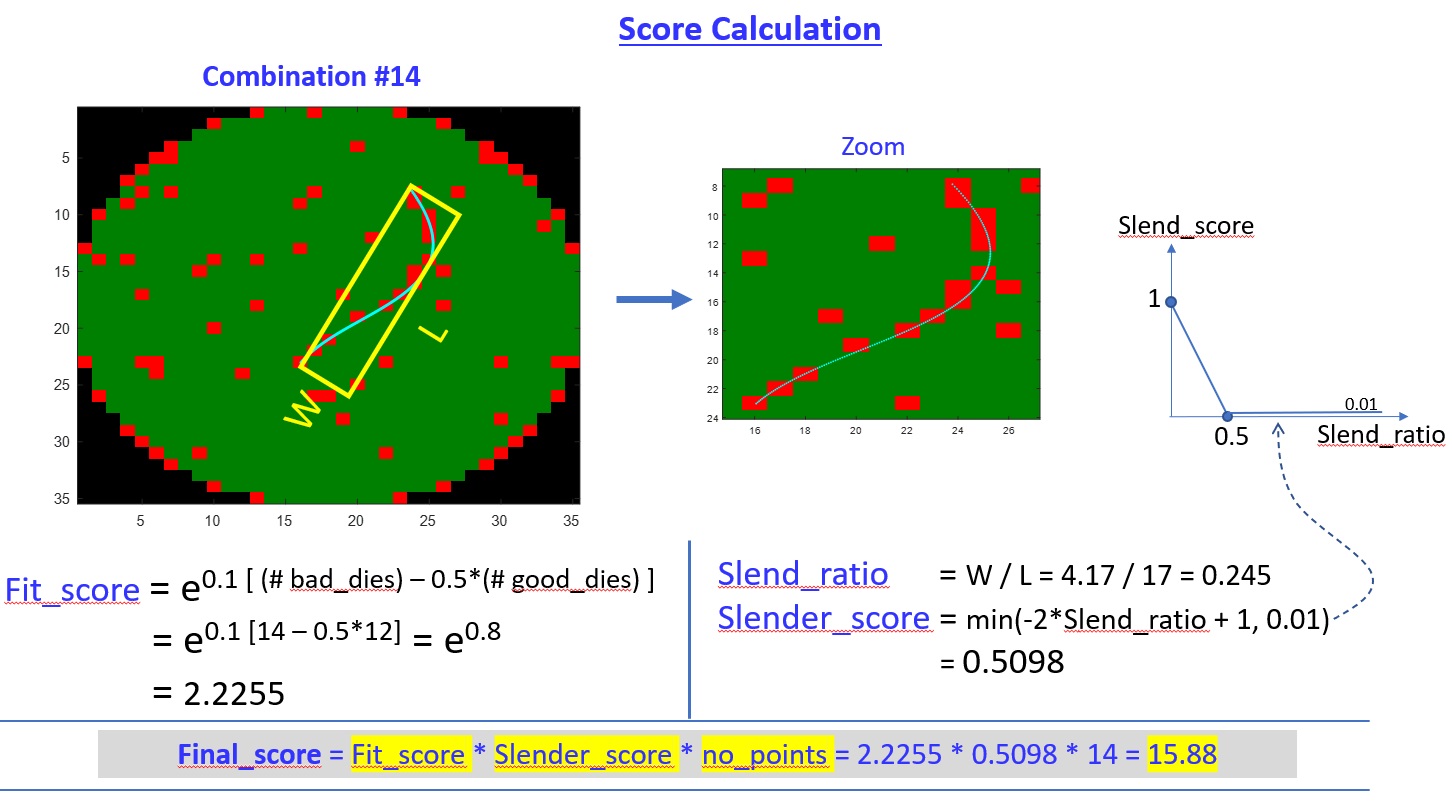 Score Calculation
Combination #14
5
10
15
20
25
30
35
5
10
15
20
25
30
35
L
W
Zoom
8
10
12
14
16
18
20
22
24
16
18
20
22
24
26
Slend_score
1
0.01
0.5
Slend_ratio
Fit_score = e^0.1 [ (# bad_dies) – 0.5*(# good_dies) ]
= e^0.1 [14 – 0.5*12] = e^0.8
= 2.2255
Slend_ratio = W / L = 4.17 / 17 = 0.245
Slender_score = min(-2*Slend_ratio + 1, 0.01)
= 0.5098
Final_score = Fit_score * Slender_score * no_points = 2.2255 * 0.5098 * 14 = 15.88